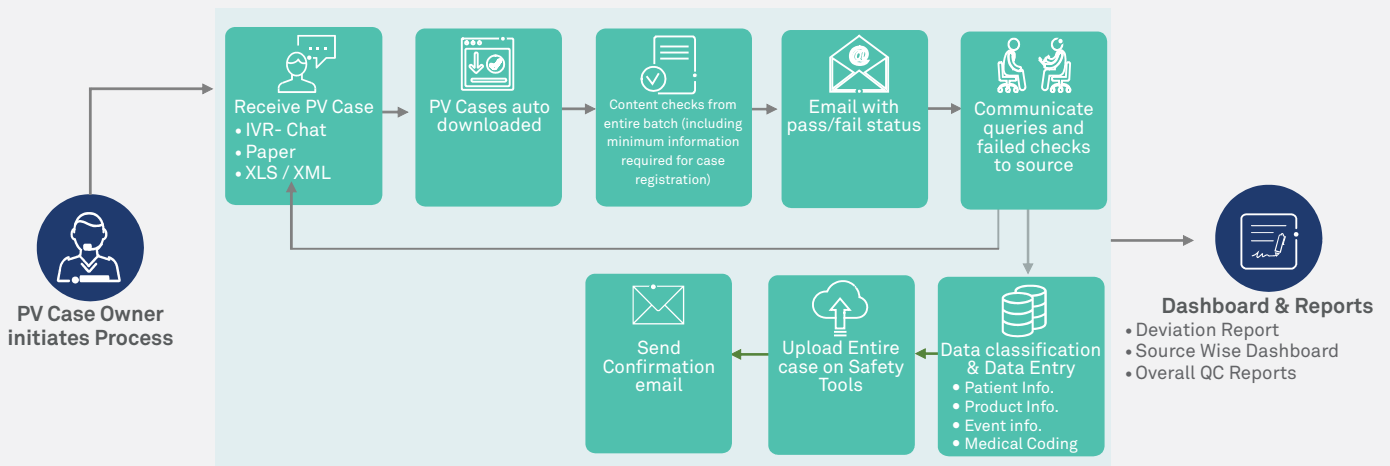 Receive PV Case
• IVR- Chat
• Paper
• XLS / XML
PV Cases auto
downloaded
Content checks from
entire batch (including
minimum information
required for case
registration)
@
Email with
pass/fail status
Communicate
queries and
failed checks
to source
PV Case Owner
initiates Process
Send
Confirmation
email
Upload Entire
case on Safety
Tools
Data classification
& Data Entry
• Patient Info.
• Product Info.
• Event info.
• Medical Coding
Dashboard & Reports
• Deviation Report
• Source Wise Dashboard
• Overall QC Reports